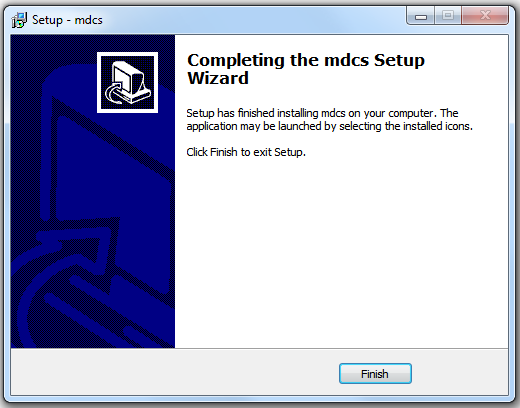 Setup - mdcs
Completing the mdcs Setup
Wizard
Setup has finished installing mdcs on your computer. The
application may be launched by selecting the installed icons.
Click Finish to exit Setup.
Finish